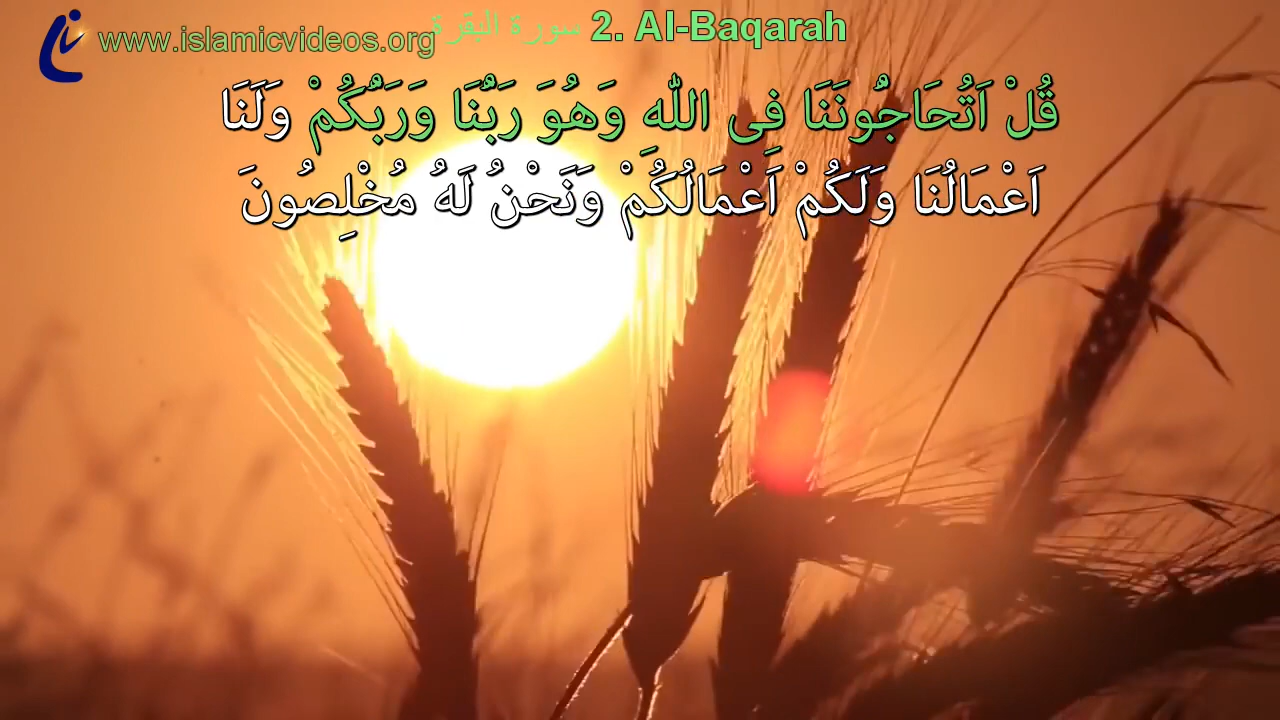 www.islamicvideos.org
سورة البقرة 2. Al-Baqarah
قُلْ اَتُحَاجُّونَنَا فِى اللّٰهِ وَهُوَ رَبُّنَا وَرَبُّكُمْ وَلَنَا
اَعْمَالُنَا وَلَكُمْ اَعْمَالُكُمْ وَنَحْنُ لَهُ مُخْلِصُونَ